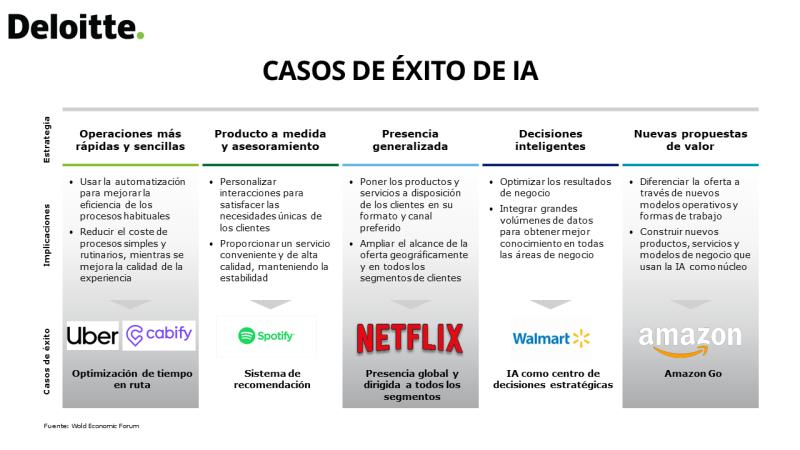 Deloitte.
CASOS DE ÉXITO DE IA
Estrategia
Operaciones más
rápidas y sencillas
Producto a medida
y asesoramiento
Presencia
generalizada
Decisiones
inteligentes
Nuevas propuestas
de valor
Implicaciones
• Usar la automatización
para mejorar la
eficiencia de los
procesos habituales
• Reducir el coste de
procesos simples y
rutinarios, mientras se
mejora la calidad de la
experiencia
• Personalizar
interacciones para
satisfacer las
necesidades únicas de
los clientes
• Proporcionar un servicio
conveniente y de alta
calidad, manteniendo la
estabilidad
• Poner los productos y
servicios a disposición
de los clientes en su
formato y canal
preferido
• Ampliar el alcance de la
oferta geográficamente
y en todos los
segmentos de clientes
• Optimizar los resultados
de negocio
• Integrar grandes
volúmenes de datos
para obtener mejor
conocimiento en todas
las áreas de negocio
• Diferenciar la oferta a
través de nuevos
modelos operativos y
formas de trabajo
• Construir nuevos
productos, servicios y
modelos de negocio que
usan la IA como núcleo
Casos de éxito
Uber
cabify
Optimización de tiempo
en ruta
Spotify
Sistema de
recomendación
NETFLIX
Presencia global y
dirigida a todos los
segmentos
Walmart
IA como centro de
decisiones estratégicas
amazon
Amazon Go
Fuente: Wold Economic Forum